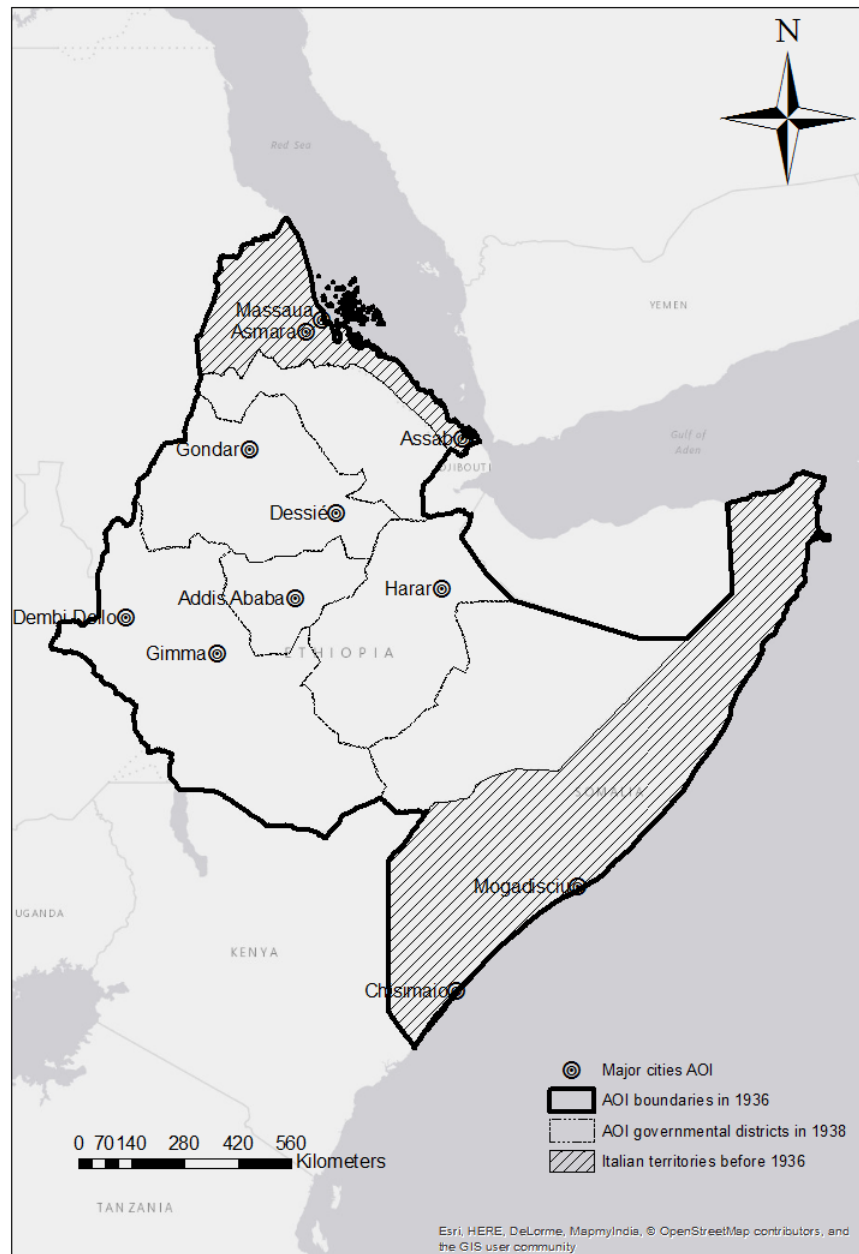 N
Red Sea
Massaua
Asmara
YEMEN
Assab
DJIBOUTI
Gulf of
Aden
Gondar
Dessié
Addis Ababa
Harar
Dembi Dollo
Gimma
ETHIOPIA
SOMALIA
Mogadisciu
UGANDA
KENYA
Chisimaio
Major cities AOI
AOI boundaries in 1936
AOI governmental districts in 1938
Italian territories before 1936
0 70 140 280 420 560
Kilometers
TANZANIA
Esri, HERE, DeLorme, MapmyIndia, © OpenStreetMap contributors, and
the GIS user community